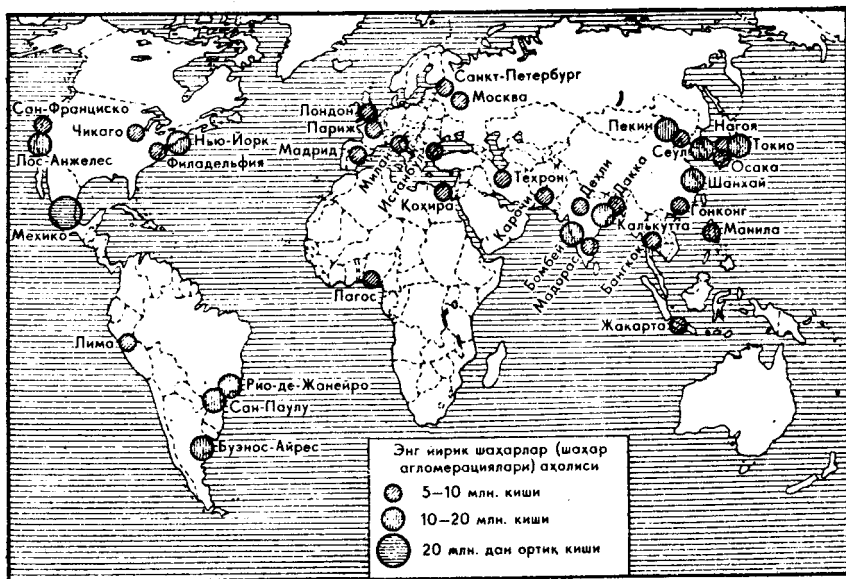 Санкт-Петербург
Москва
Сан-Франциско
Чикаго
Лондон
Париж
Нью-Йорк
Пекин
Нагоя
Лос-Анжелес
Филадельфия
Мадрид
Милан
Истанбул
Техрон
Сеул
Токио
Осака
Шанхай
Деҳли
Дакка
Қохира
Карачи
Гонконг
Мехико
Калькутта
Манила
Бомбей
Мадрас
Бангкок
Лагос
Жакарта
Лима
Рио-де-Жанейро
Сан-Паулу
Буэнос-Айрес
Энг йирик шаҳарлар (шаҳар
агломерациялари) аҳолиси
5–10 млн. киши
10–20 млн. киши
20 млн. дан ортиқ киши